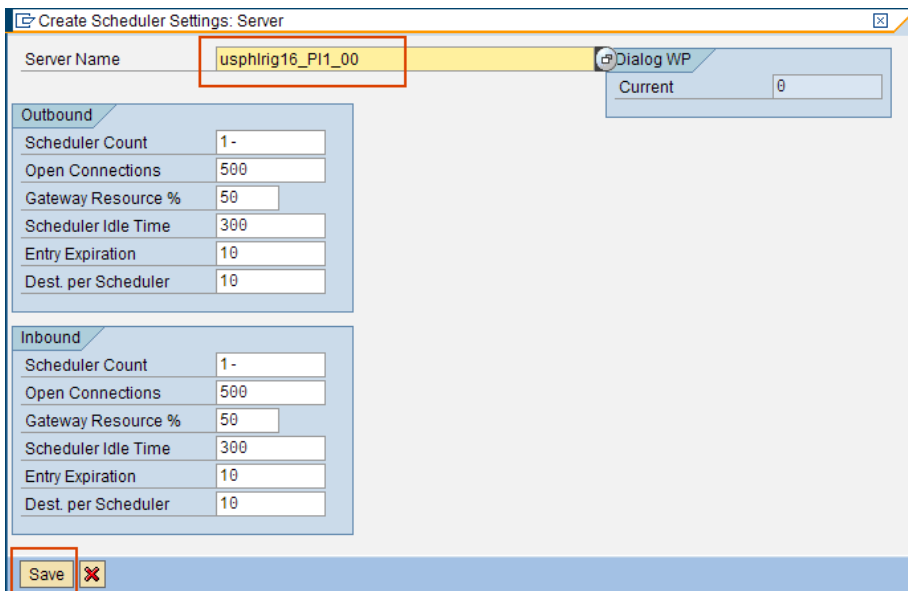 Create Scheduler Settings: Server
Server Name usphlrig16_PI1_00
Dialog WP
Current 0
Outbound
Scheduler Count 1-
Open Connections 500
Gateway Resource % 50
Scheduler Idle Time 300
Entry Expiration 10
Dest. per Scheduler 10
Inbound
Scheduler Count 1-
Open Connections 500
Gateway Resource % 50
Scheduler Idle Time 300
Entry Expiration 10
Dest. per Scheduler 10
Save